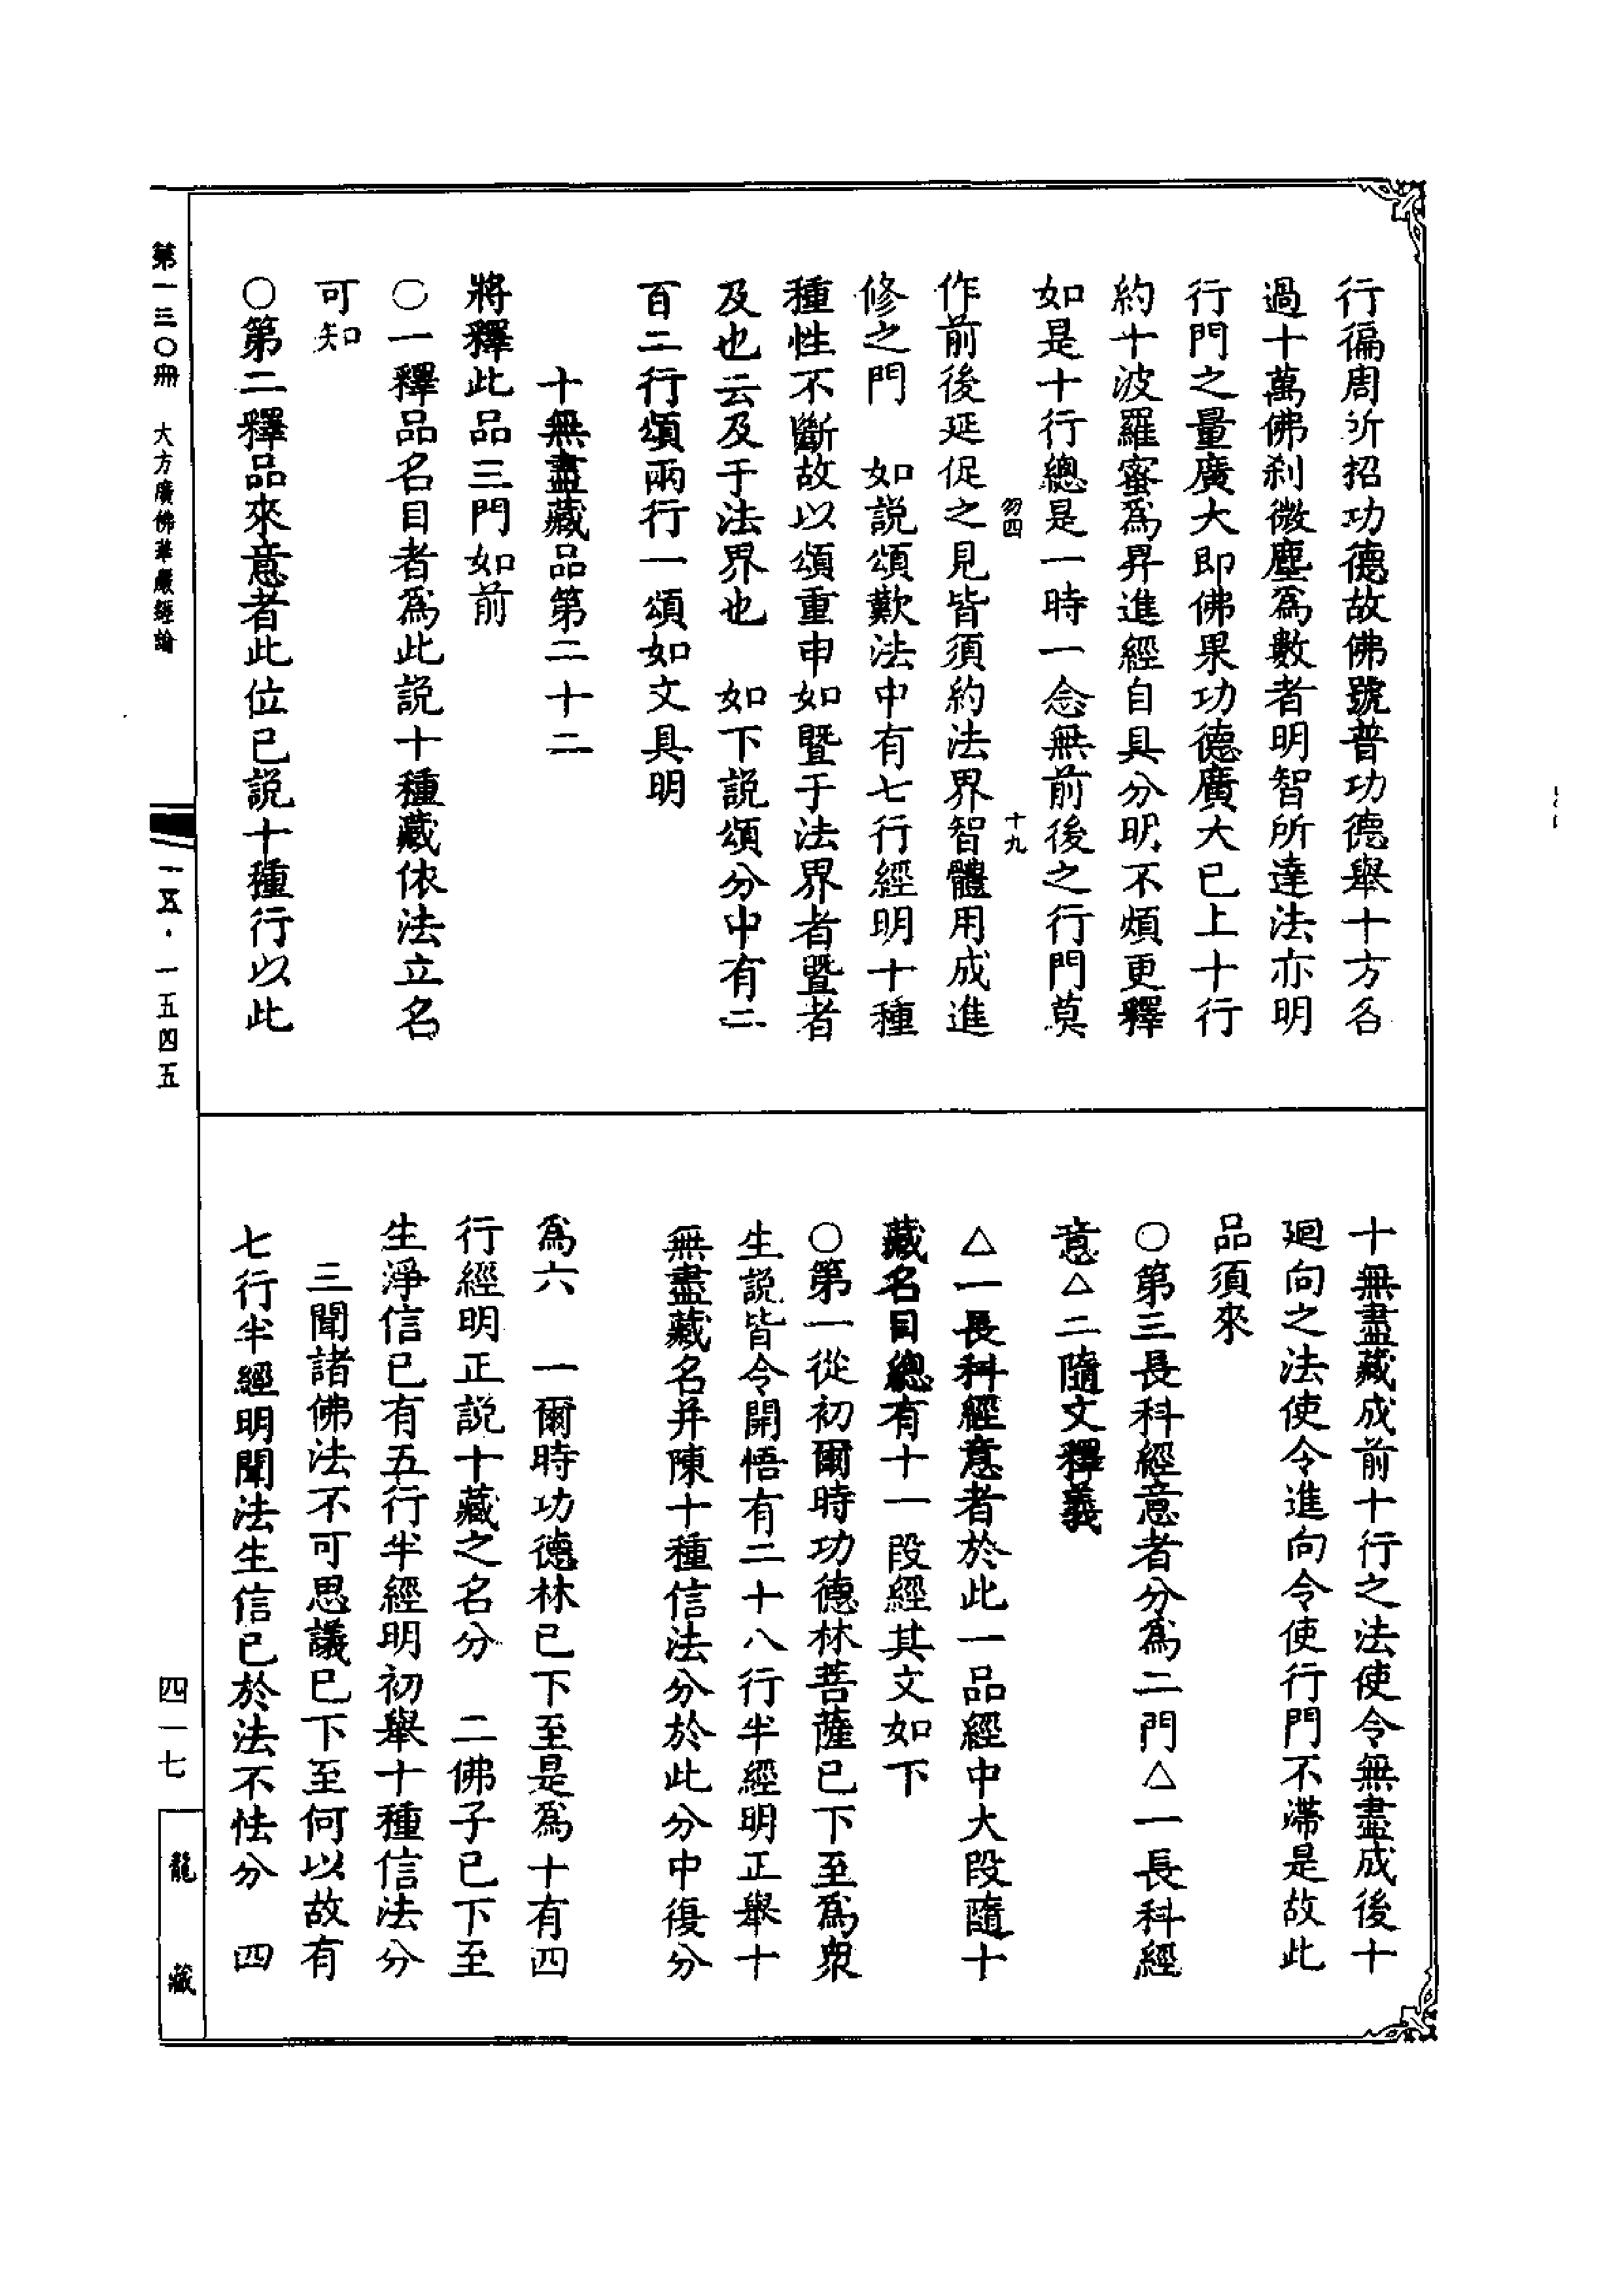 行徧周所招功德故佛號普功德舉十方各
過十萬佛刹微塵爲數者明智所達法亦明
行門之量廣大即佛果功德廣大已上十行
約十波羅蜜爲昇進經自具分明不煩更釋
如是十行總是一時一念無前後之行門莫
勿四　十九
作前後延促之見皆須約法界智體用成進
修之門　如說頌歎法中有七行經明十種
種性不斷故以頌重申如暨于法界者暨者
及也云及于法界也　如下說頌分中有二
百二行頌兩行一頌如文具明
十無盡藏品第二十二
將釋此品三門如前
○一釋品名目者爲此說十種藏依法立名
可知
○第二釋品來意者此位已說十種行以此
十無盡藏成前十行之法使令無盡成後十
廻向之法使令進向令使行門不滯是故此
品須來
○第三長科經意者分爲二門△一長科經
意△二隨文釋義
△一長科經意者於此一品經中大段隨十
藏名目總有十一段經其文如下
○第一從初爾時功德林菩薩已下至爲衆
生說皆令開悟有二十八行半經明正舉十
無盡藏名并陳十種信法分於此分中復分
爲六　一爾時功德林已下至是爲十有四
行經明正說十藏之名分　二佛子已下至
生淨信已有五行半經明初舉十種信法分
三聞諸佛法不可思議已下至何以故有
七行半經明聞法生信已於法不怯分　四
第一三〇冊　大方廣佛華嚴經論
一五·一五四五
四一七
龍藏